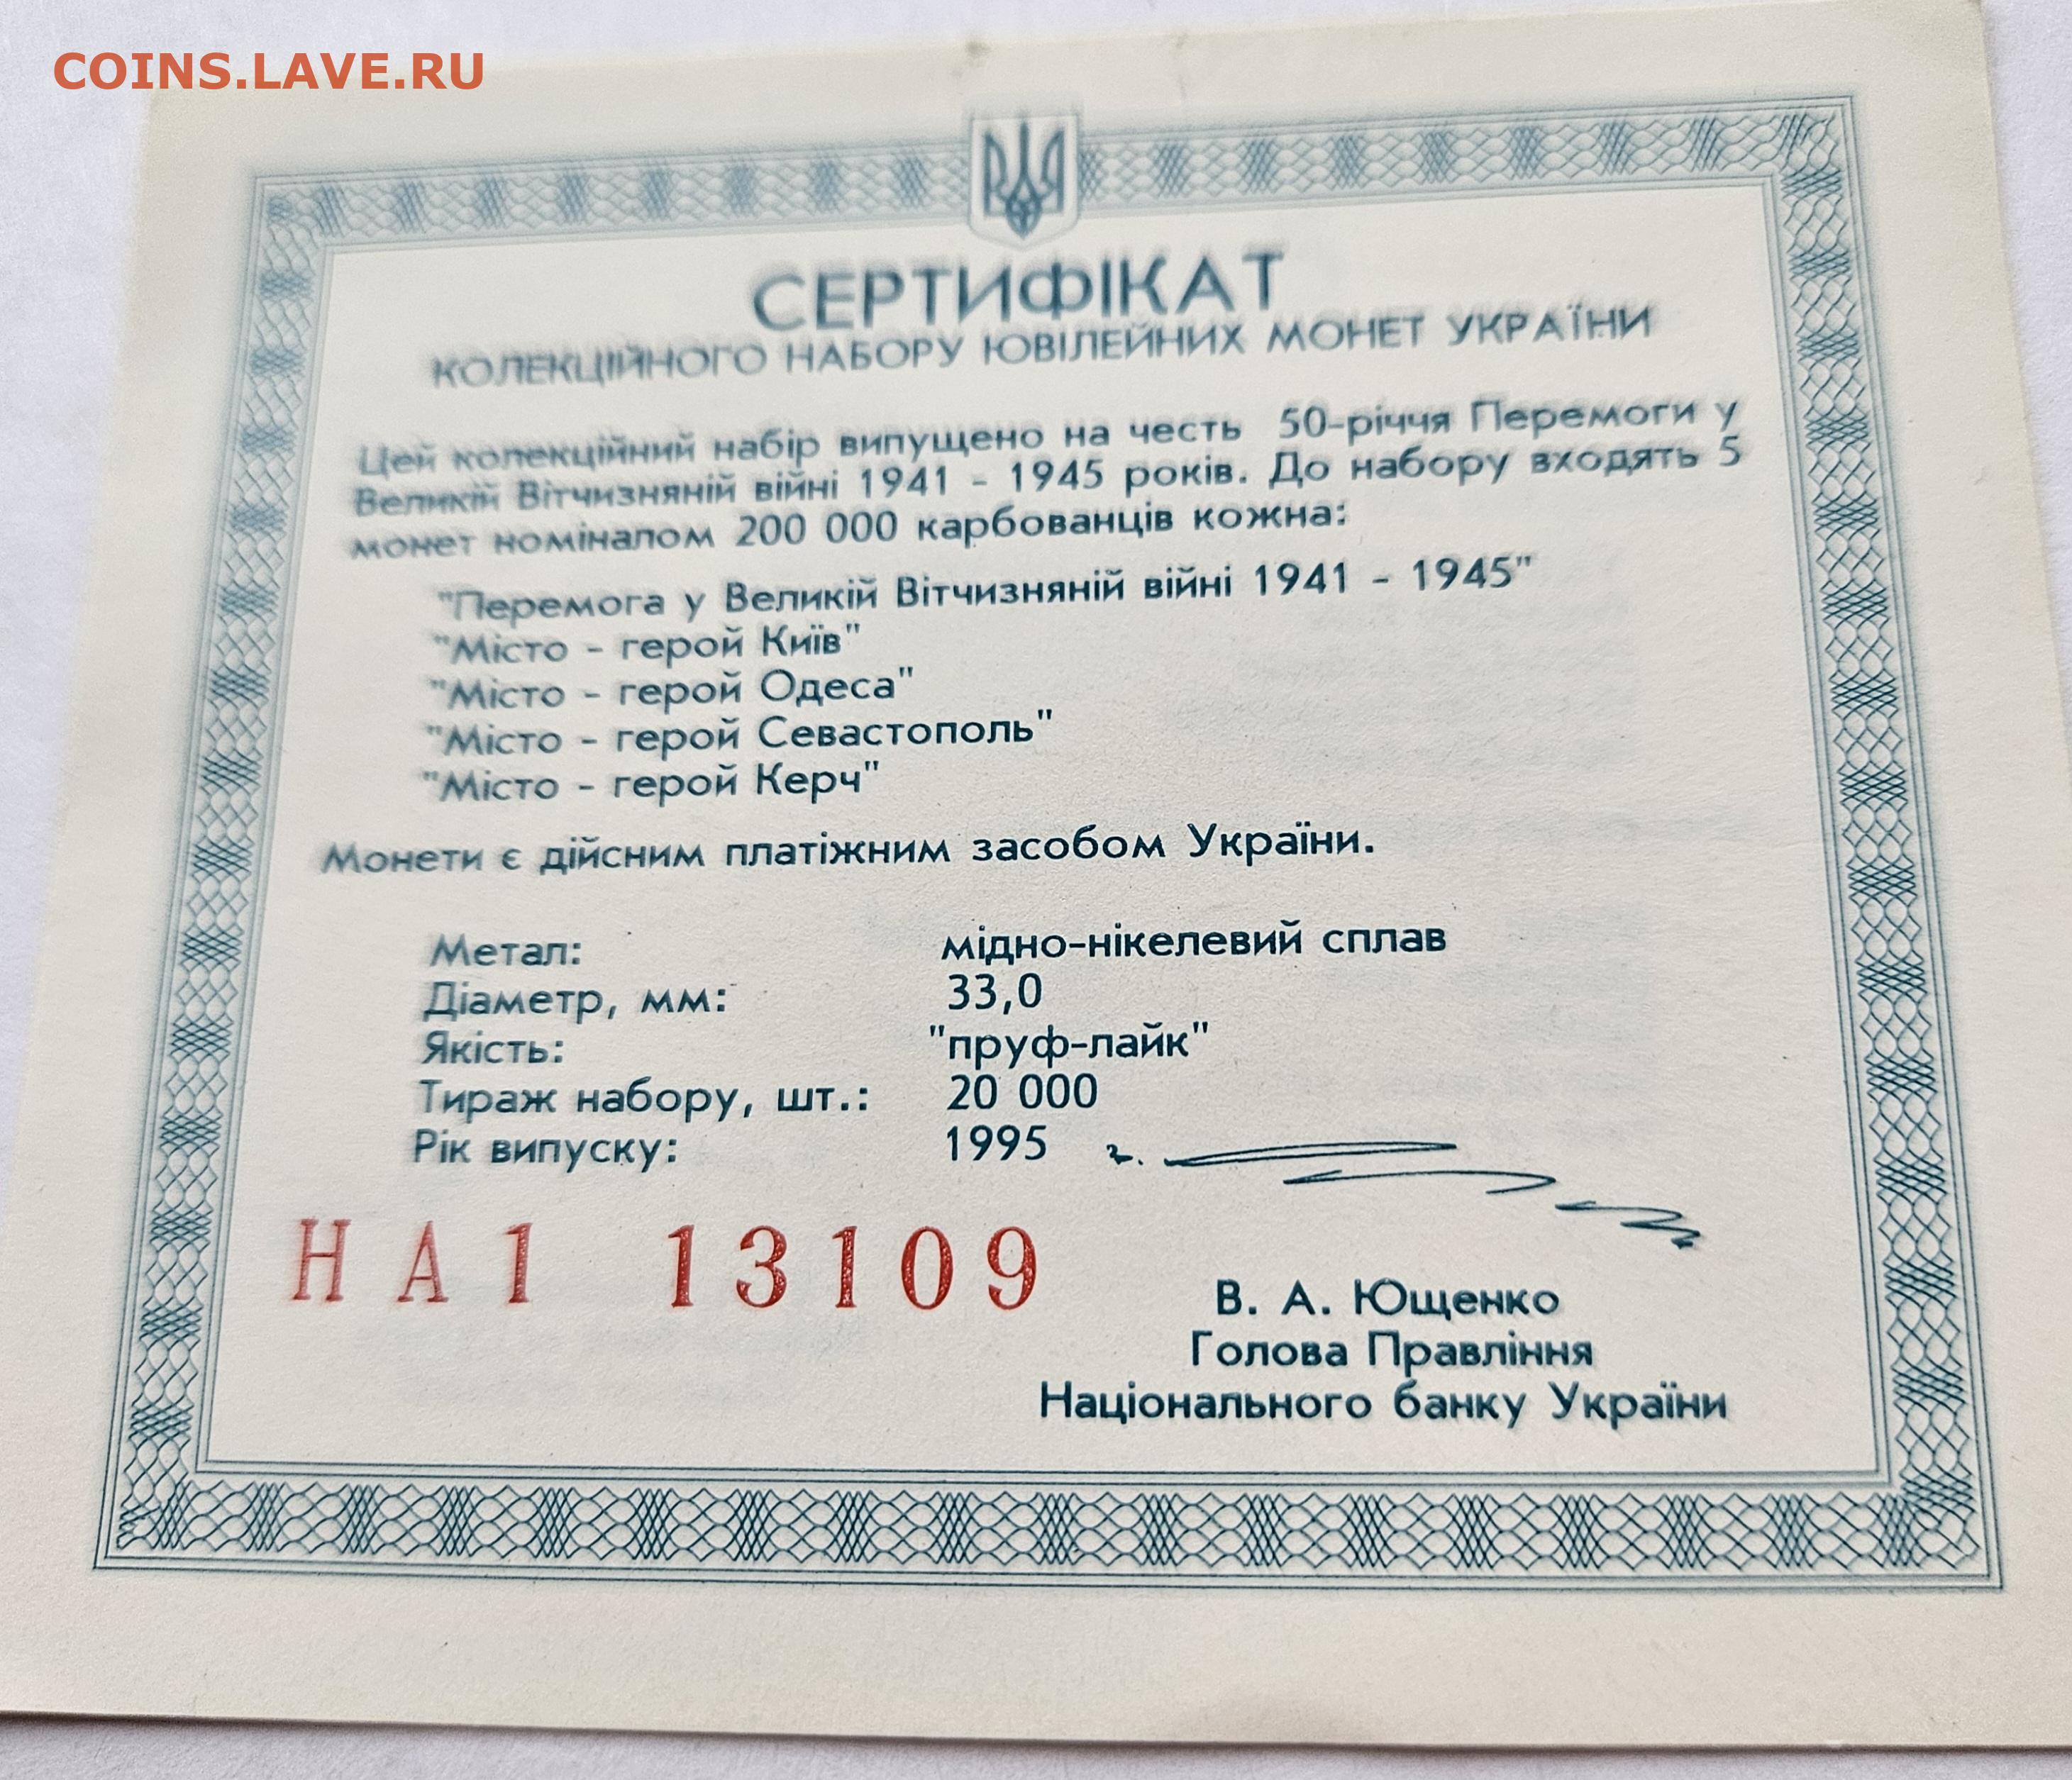 COINS.LAVE.RU
СЕРТИФІКАТ
КОЛЕКЦІЙНОГО НАБОРУ ЮВІЛЕЙНИХ МОНЕТ УКРАЇНИ
Цей колекційний набір випущено на честь 50-річчя Перемоги у
Великій Вітчизняній війні 1941 - 1945 років. До набору входять 5
монет номіналом 200 000 карбованців кожна:
"Перемога у Великій Вітчизняній війні 1941 - 1945"
"Місто - герой Київ"
"Місто - герой Одеса"
"Місто - герой Севастополь"
"Місто - герой Керч"
Монети є дійсним платіжним засобом України.
Метал: мідно-нікелевий сплав
Діаметр, мм: 33,0
Якість: "пруф-лайк"
Тираж набору, шт.: 20 000
Рік випуску: 1995
НА1 13109
В. А. Ющенко
Голова Правління
Національного банку України